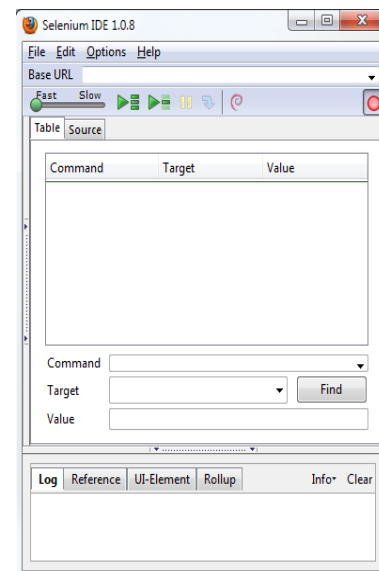 Selenium IDE 1.0.8
File Edit Options Help
Base URL
Fast Slow
Table Source
Command Target Value
Command
Target Find
Value
Log Reference UI-Element Rollup Info Clear